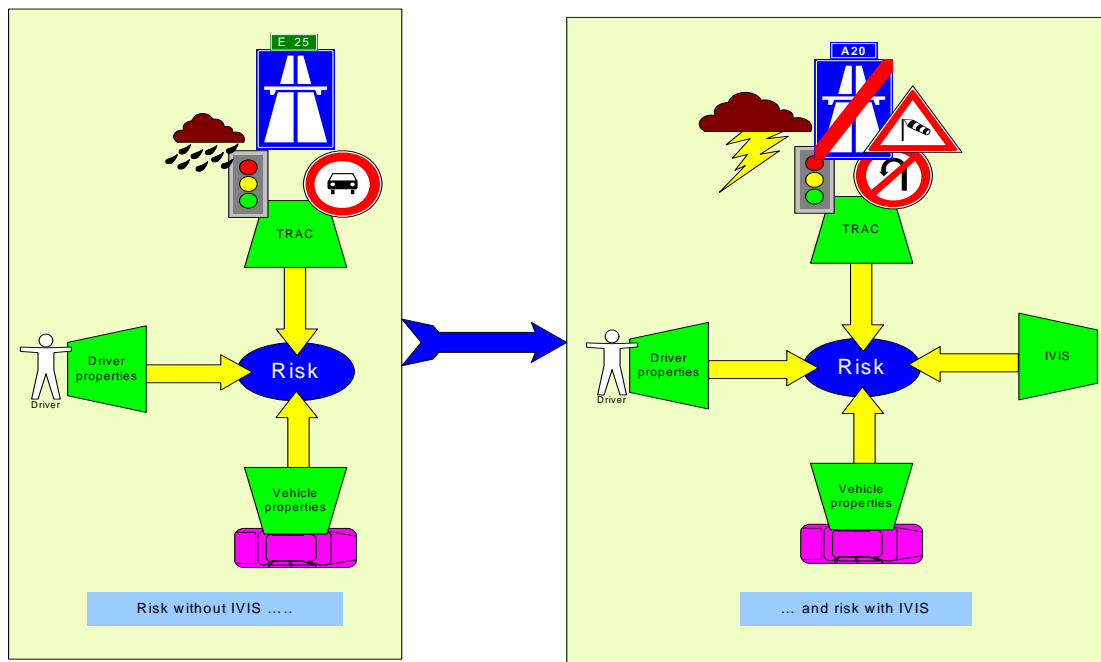 E 25
TRAC
Driver
properties
Driver
Risk
Vehicle
properties
Risk without IVIS .....
A20
TRAC
Driver
properties
Driver
Risk
IVIS
Vehicle
properties
... and risk with IVIS